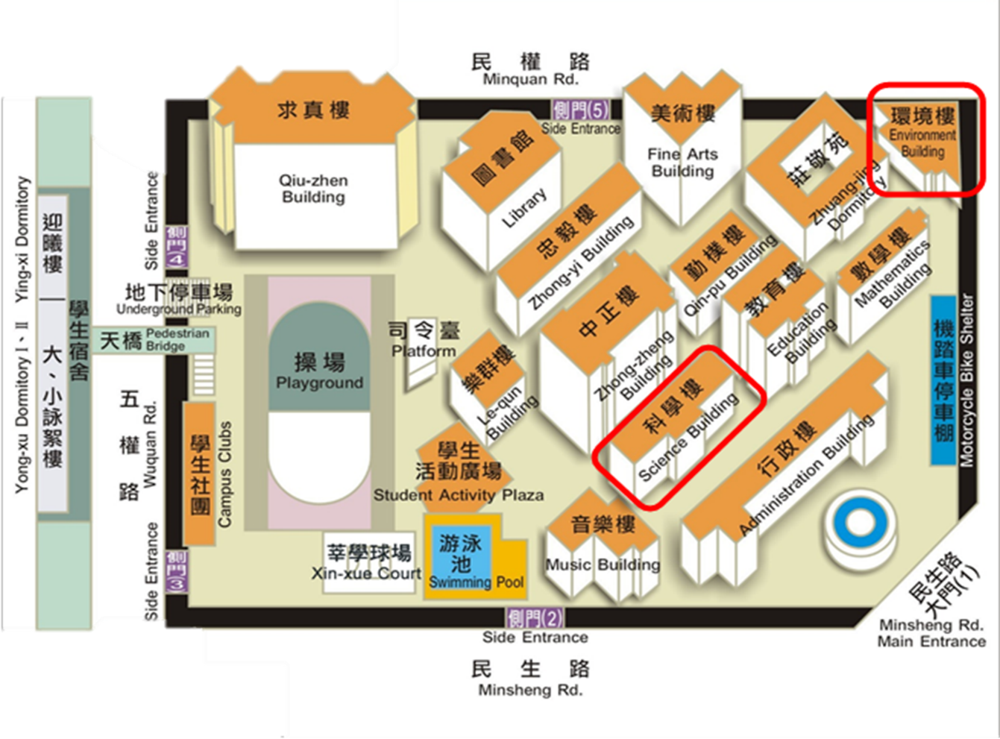 民權路
Minquan Rd.
求真樓
Qiu-zhen
Building
側門(5)
Side Entrance
美術樓
Fine Arts
Building
環境樓
Environment
Building
圖書館
Library
莊敬苑
Zhuang-jing
Dormitory
忠毅樓
Zhong-yi Building
勤樸樓
Qin-pu Building
教育樓
Education
Building
數學樓
Mathematics
Building
中正樓
Zhong-zheng
Building
側門(4)
Side Entrance
地下停車場
Underground Parking
天橋
Pedestrian
Bridge
迎曦樓
大、小詠絮樓
學生宿舍
Ying-xi Dormitory
Yong-xu Dormitory I、II
五權路
Wuquan Rd.
操場
Playground
司令臺
Platform
樂群樓
Le-qun
Building
科學樓
Science Building
行政樓
Administration Building
機踏車停車棚
Motorcycle Bike Shelter
學生社團
Campus Clubs
學生
活動廣場
Student Activity Plaza
音樂樓
Music Building
莘學球場
Xin-xue Court
游泳
池
Swimming Pool
側門(3)
Side Entrance
側門(2)
Side Entrance
民生路
大門(1)
Minsheng Rd.
Main Entrance
民生路
Minsheng Rd.